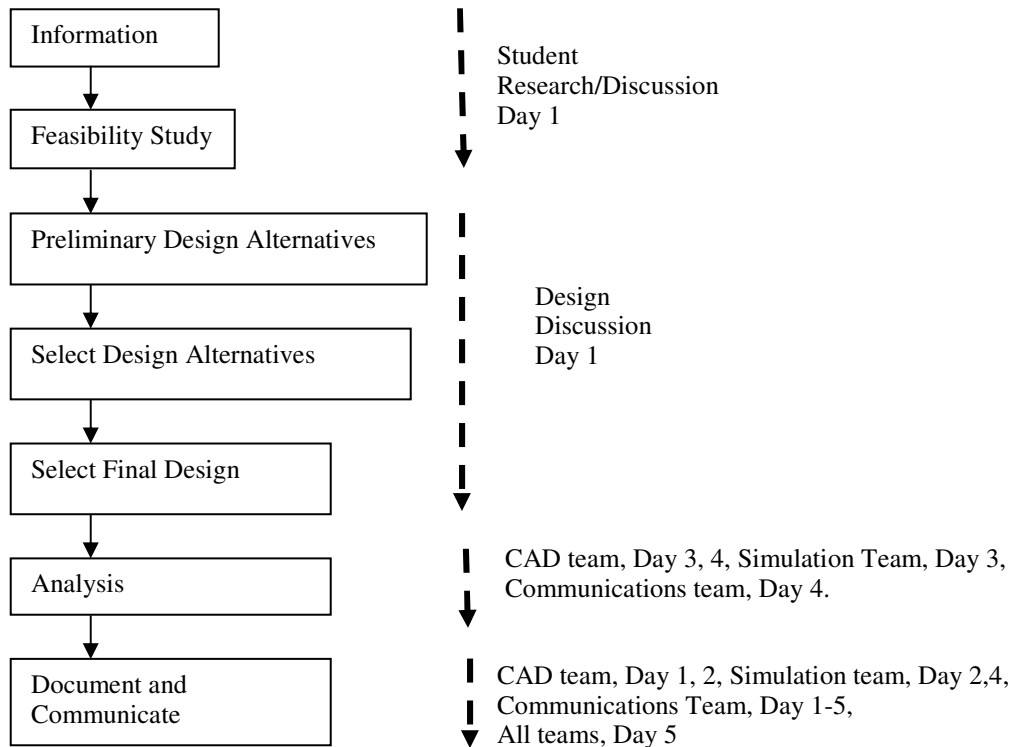 Information
Student
Research/Discussion
Day 1
Feasibility Study
Preliminary Design Alternatives
Design
Discussion
Day 1
Select Design Alternatives
Select Final Design
CAD team, Day 3, 4, Simulation Team, Day 3,
Communications team, Day 4.
Analysis
CAD team, Day 1, 2, Simulation team, Day 2,4,
Communications Team, Day 1-5,
All teams, Day 5
Document and
Communicate